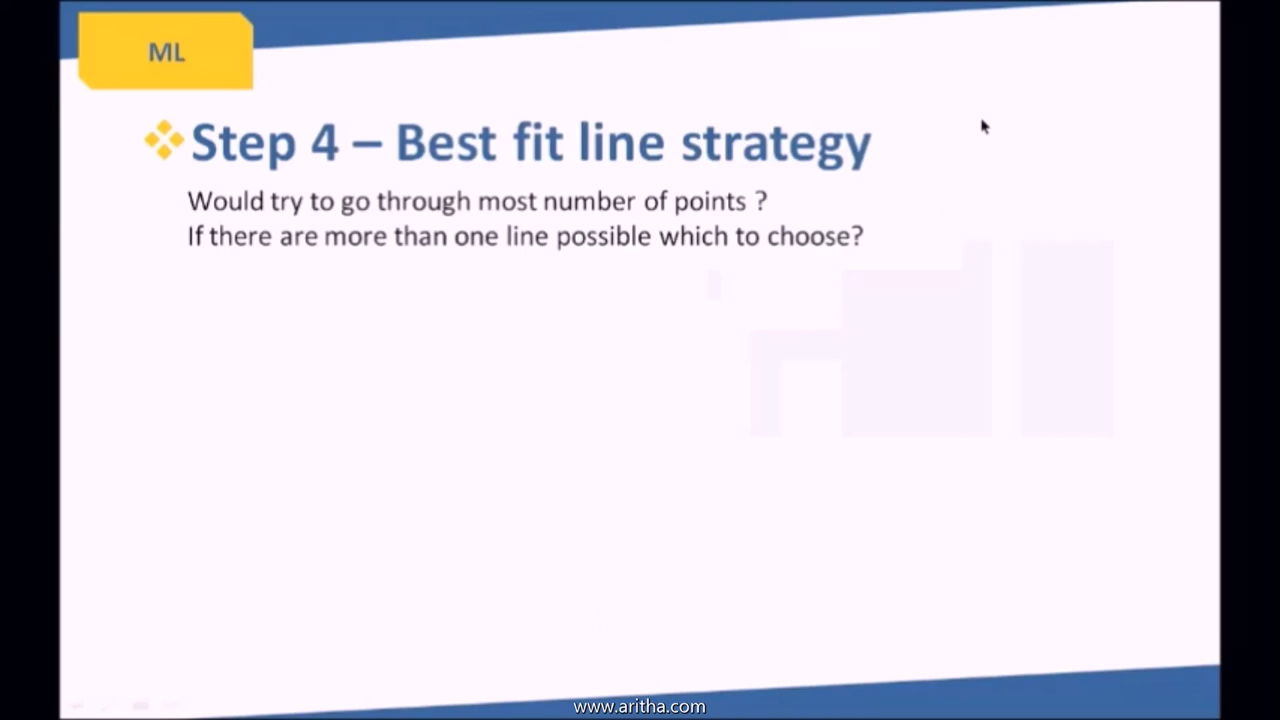 ML
Step 4 – Best fit line strategy
Would try to go through most number of points ?
If there are more than one line possible which to choose?
www.aritha.com